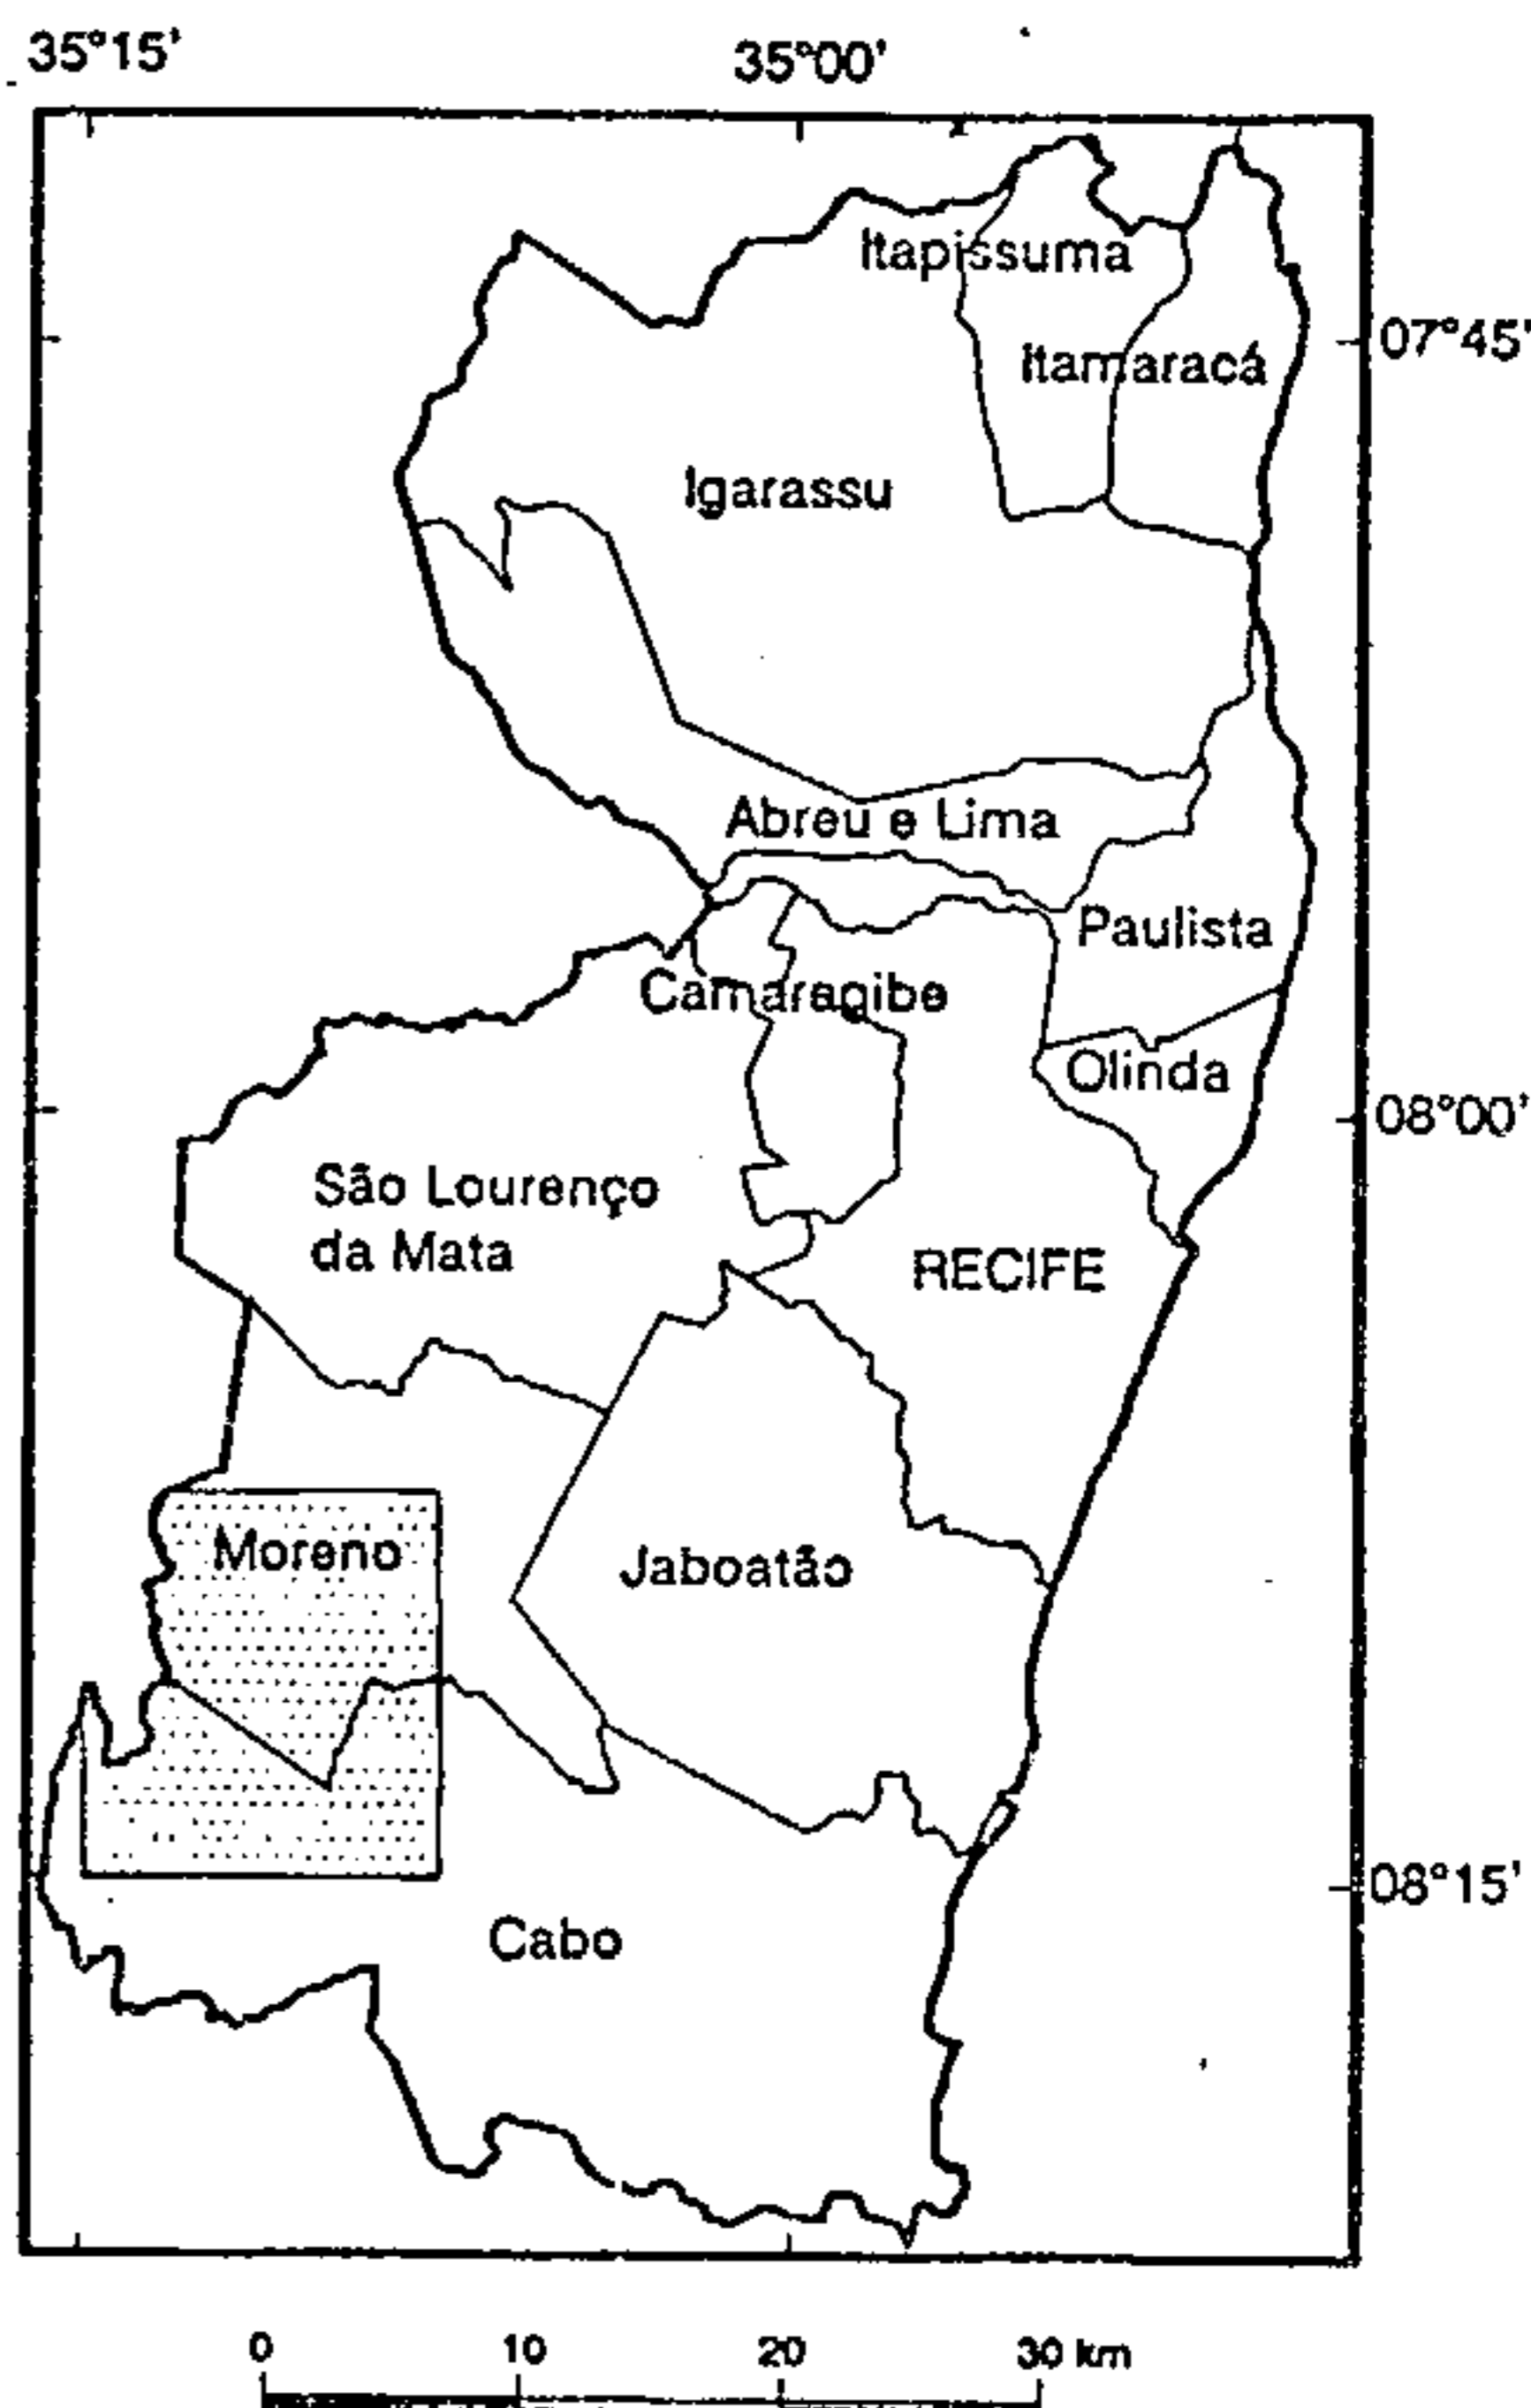 35°15'
35°00'
Itapissuma
07°45'
Itamaracá
Igarassu
Abreu e Lima
Paulista
Camaragibe
Olinda
08°00'
São Lourenço
da Mata
RECIFE
Moreno
Jaboatão
08°15'
Cabo
0 10 20 30 km